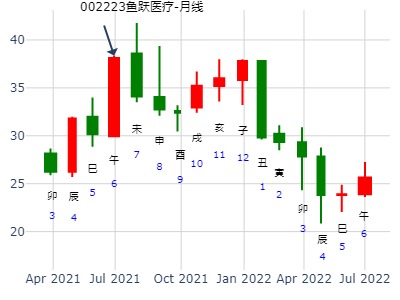 002223鱼跃医疗-月线
40
35
30
25
20
卯
3
辰
4
巳
5
午
6
未
7
申
8
酉
9
戌
10
亥
11
子
12
丑
1
寅
2
卯
3
辰
4
巳
5
午
6
Apr 2021
Jul 2021
Oct 2021
Jan 2022
Apr 2022
Jul 2022